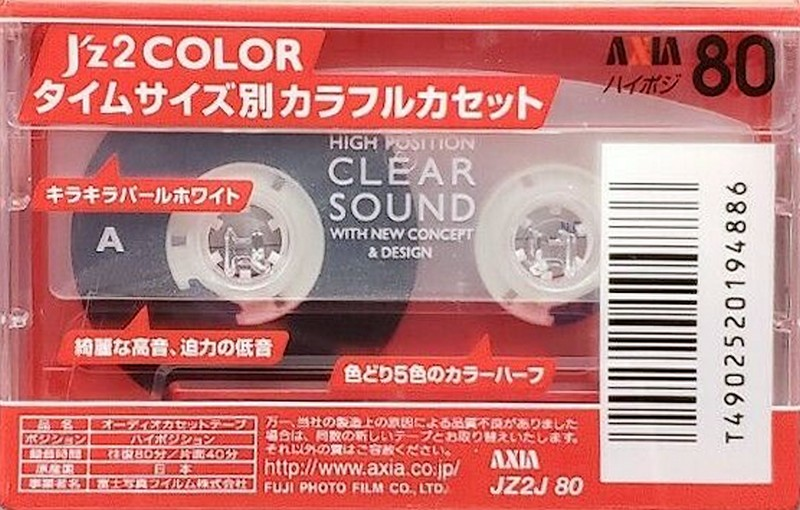 J'z2 COLOR
タイムサイズ別カラフルカセット
AXIA
ハイポジ 80
HIGH POSITION
CLEAR
SOUND
WITH NEW CONCEPT
& DESIGN
キラキラパールホワイト
A
綺麗な高音、迫力の低音
色どり5色のカラーハーフ
T4902520194886
品名 オーディオカセットテープ
ポジション ハイポジション
録音時間 往復80分/片面40分
原産国 日本
事業者名 富士写真フイルム株式会社
万一、当社の製造上の原因による品質不良がありました
場合は、同数の新しいテープとお取り替えいたします。
それ以外の責はご容赦ください。
http://www.axia.co.jp/
FUJI PHOTO FILM CO., LTD.
AXIA
JZ2J 80